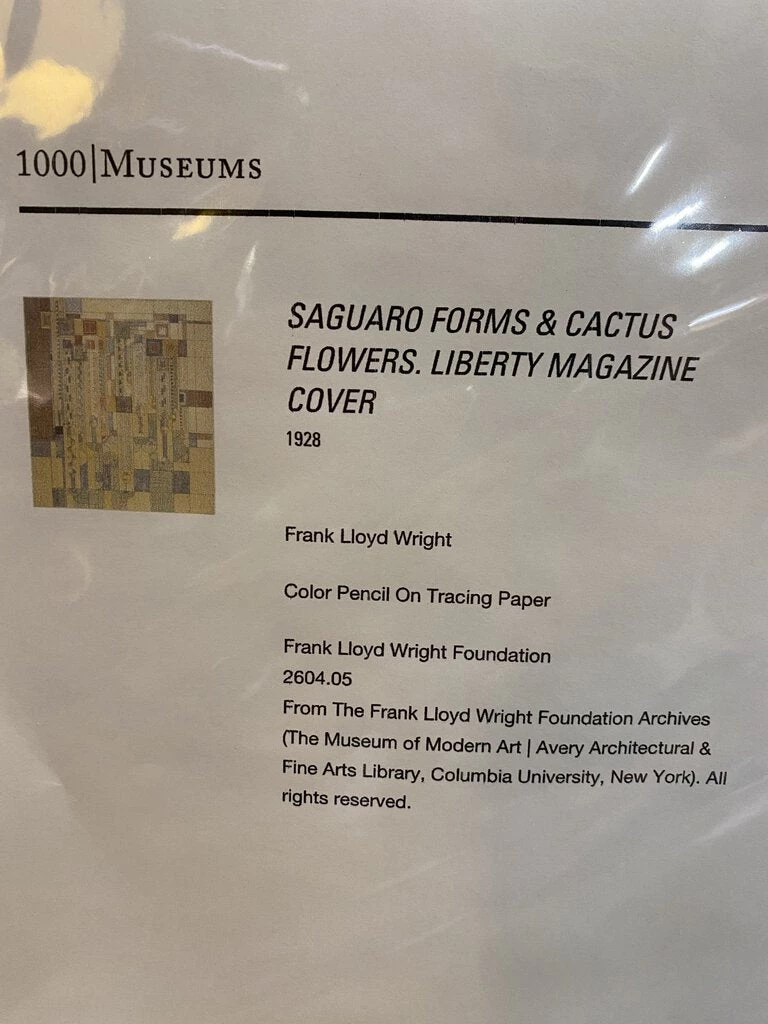 1000|MUSEUMS
SAGUARO FORMS & CACTUS
FLOWERS. LIBERTY MAGAZINE
COVER
1928
Frank Lloyd Wright
Color Pencil On Tracing Paper
Frank Lloyd Wright Foundation
2604.05
From The Frank Lloyd Wright Foundation Archives
(The Museum of Modern Art | Avery Architectural &
Fine Arts Library, Columbia University, New York). All
rights reserved.